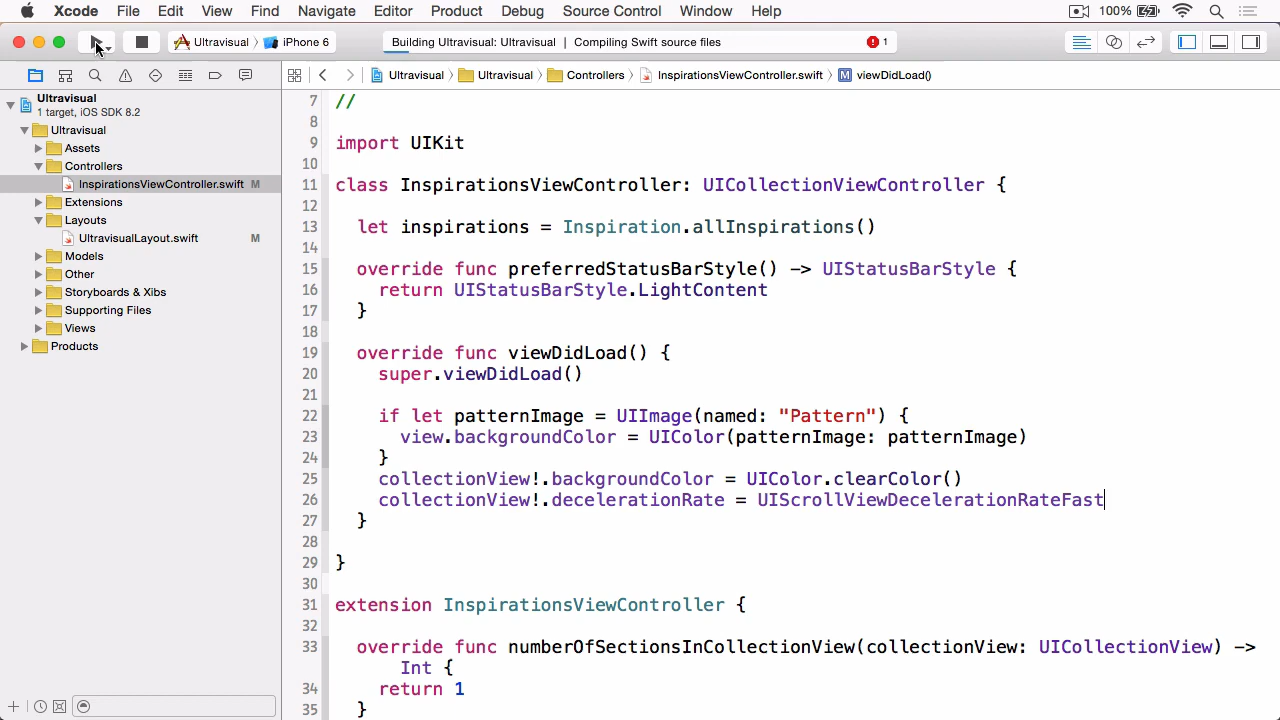 Xcode File Edit View Find Navigate Editor Product Debug Source Control Window Help 100%
Ultravisual iPhone 6 Building Ultravisual: Ultravisual | Compiling Swift source files 1
Ultravisual Ultravisual Controllers InspirationsViewController.swift M viewDidLoad()
Ultravisual
1 target, iOS SDK 8.2
Ultravisual
Assets
Controllers
InspirationsViewController.swift M
Extensions
Layouts
UltravisualLayout.swift M
Models
Other
Storyboards & Xibs
Supporting Files
Views
Products
7 //
8
9 import UIKit
10
11 class InspirationsViewController: UICollectionViewController {
12
13 let inspirations = Inspiration.allInspirations()
14
15 override func preferredStatusBarStyle() -> UIStatusBarStyle {
16 return UIStatusBarStyle.LightContent
17 }
18
19 override func viewDidLoad() {
20 super.viewDidLoad()
21
22 if let patternImage = UIImage(named: "Pattern") {
23 view.backgroundColor = UIColor(patternImage: patternImage)
24 }
25 collectionView!.backgroundColor = UIColor.clearColor()
26 collectionView!.decelerationRate = UIScrollViewDecelerationRateFast
27 }
28
29 }
30
31 extension InspirationsViewController {
32
33 override func numberOfSectionsInCollectionView(collectionView: UICollectionView) ->
Int {
34 return 1
35 }